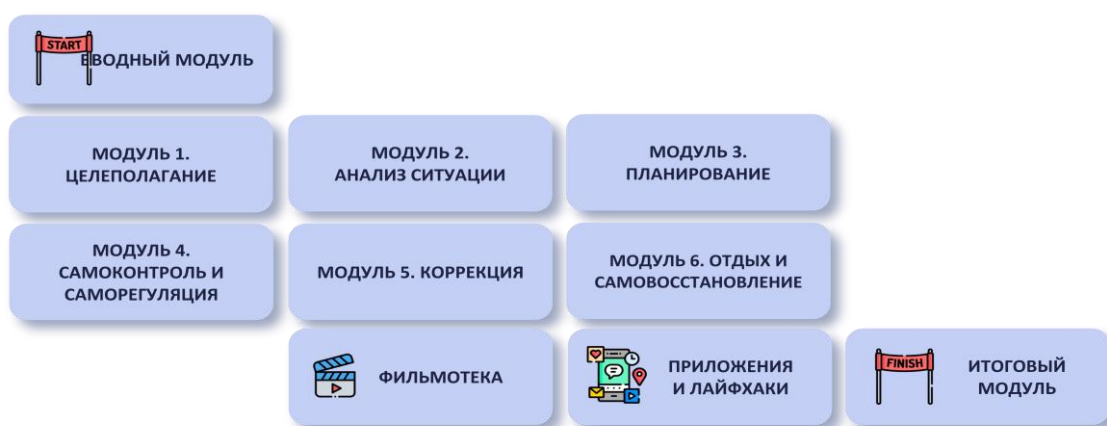 START
ВВОДНЫЙ МОДУЛЬ
МОДУЛЬ 1.
ЦЕЛЕПОЛАГАНИЕ
МОДУЛЬ 2.
АНАЛИЗ СИТУАЦИИ
МОДУЛЬ 3.
ПЛАНИРОВАНИЕ
МОДУЛЬ 4.
САМОКОНТРОЛЬ И
САМОРЕГУЛЯЦИЯ
МОДУЛЬ 5. КОРРЕКЦИЯ
МОДУЛЬ 6. ОТДЫХ И
САМОВОССТАНОВЛЕНИЕ
ФИЛЬМОТЕКА
ПРИЛОЖЕНИЯ
И ЛАЙФХАКИ
FINISH
ИТОГОВЫЙ
МОДУЛЬ